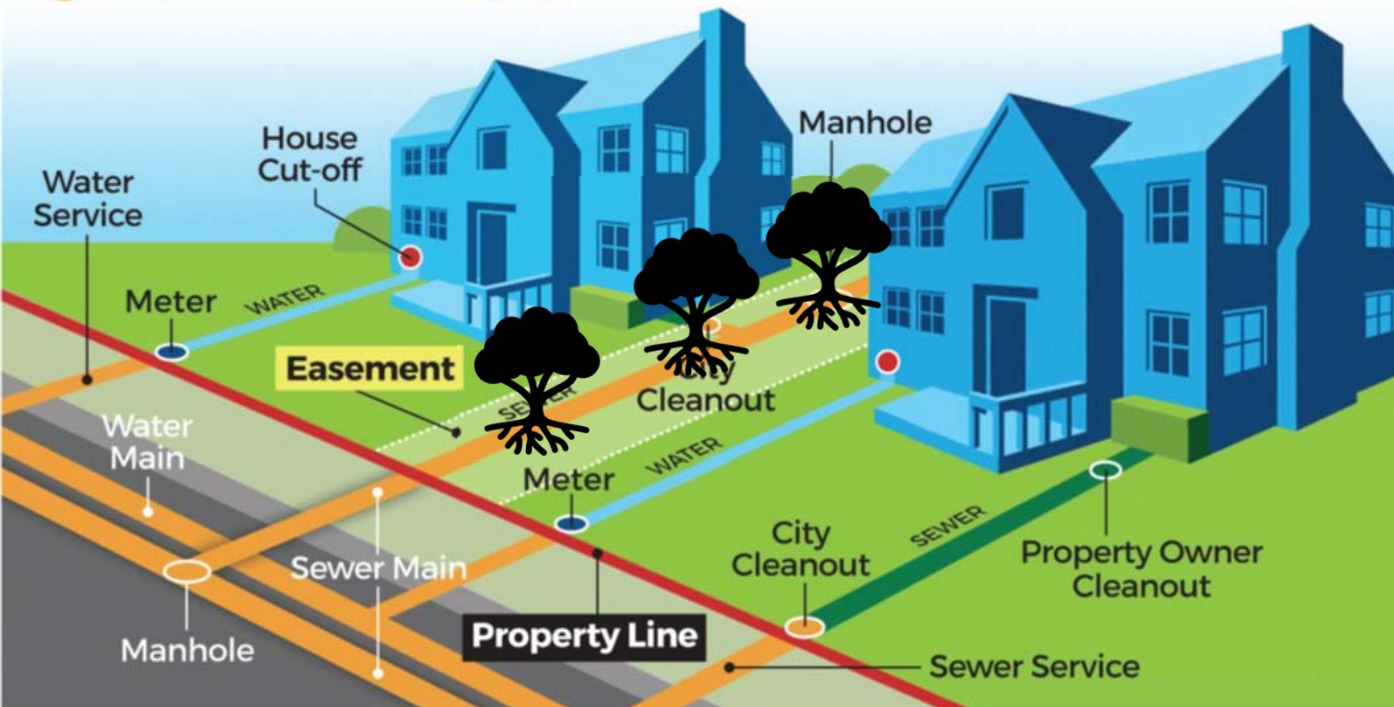 Manhole
House
Cut-off
Water
Service
Meter
WATER
Easement
SEWER
City
Cleanout
Water
Main
Meter
WATER
City
Cleanout
SEWER
Property Owner
Cleanout
Sewer Main
Manhole
Property Line
Sewer Service